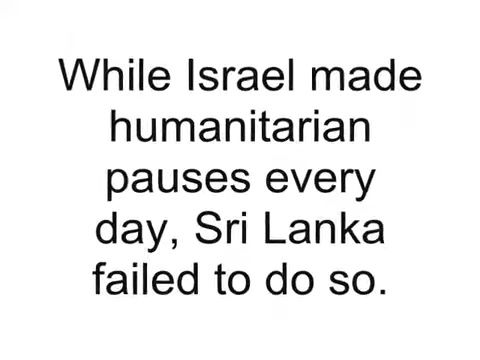 While Israel made
humanitarian
pauses every
day, Sri Lanka
failed to do so.